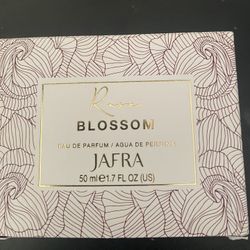 Rose
BLOSSOM
EAU DE PARFUM / AGUA DE PERFUME
JAFRA
50 ml e 1.7 FL OZ (US)